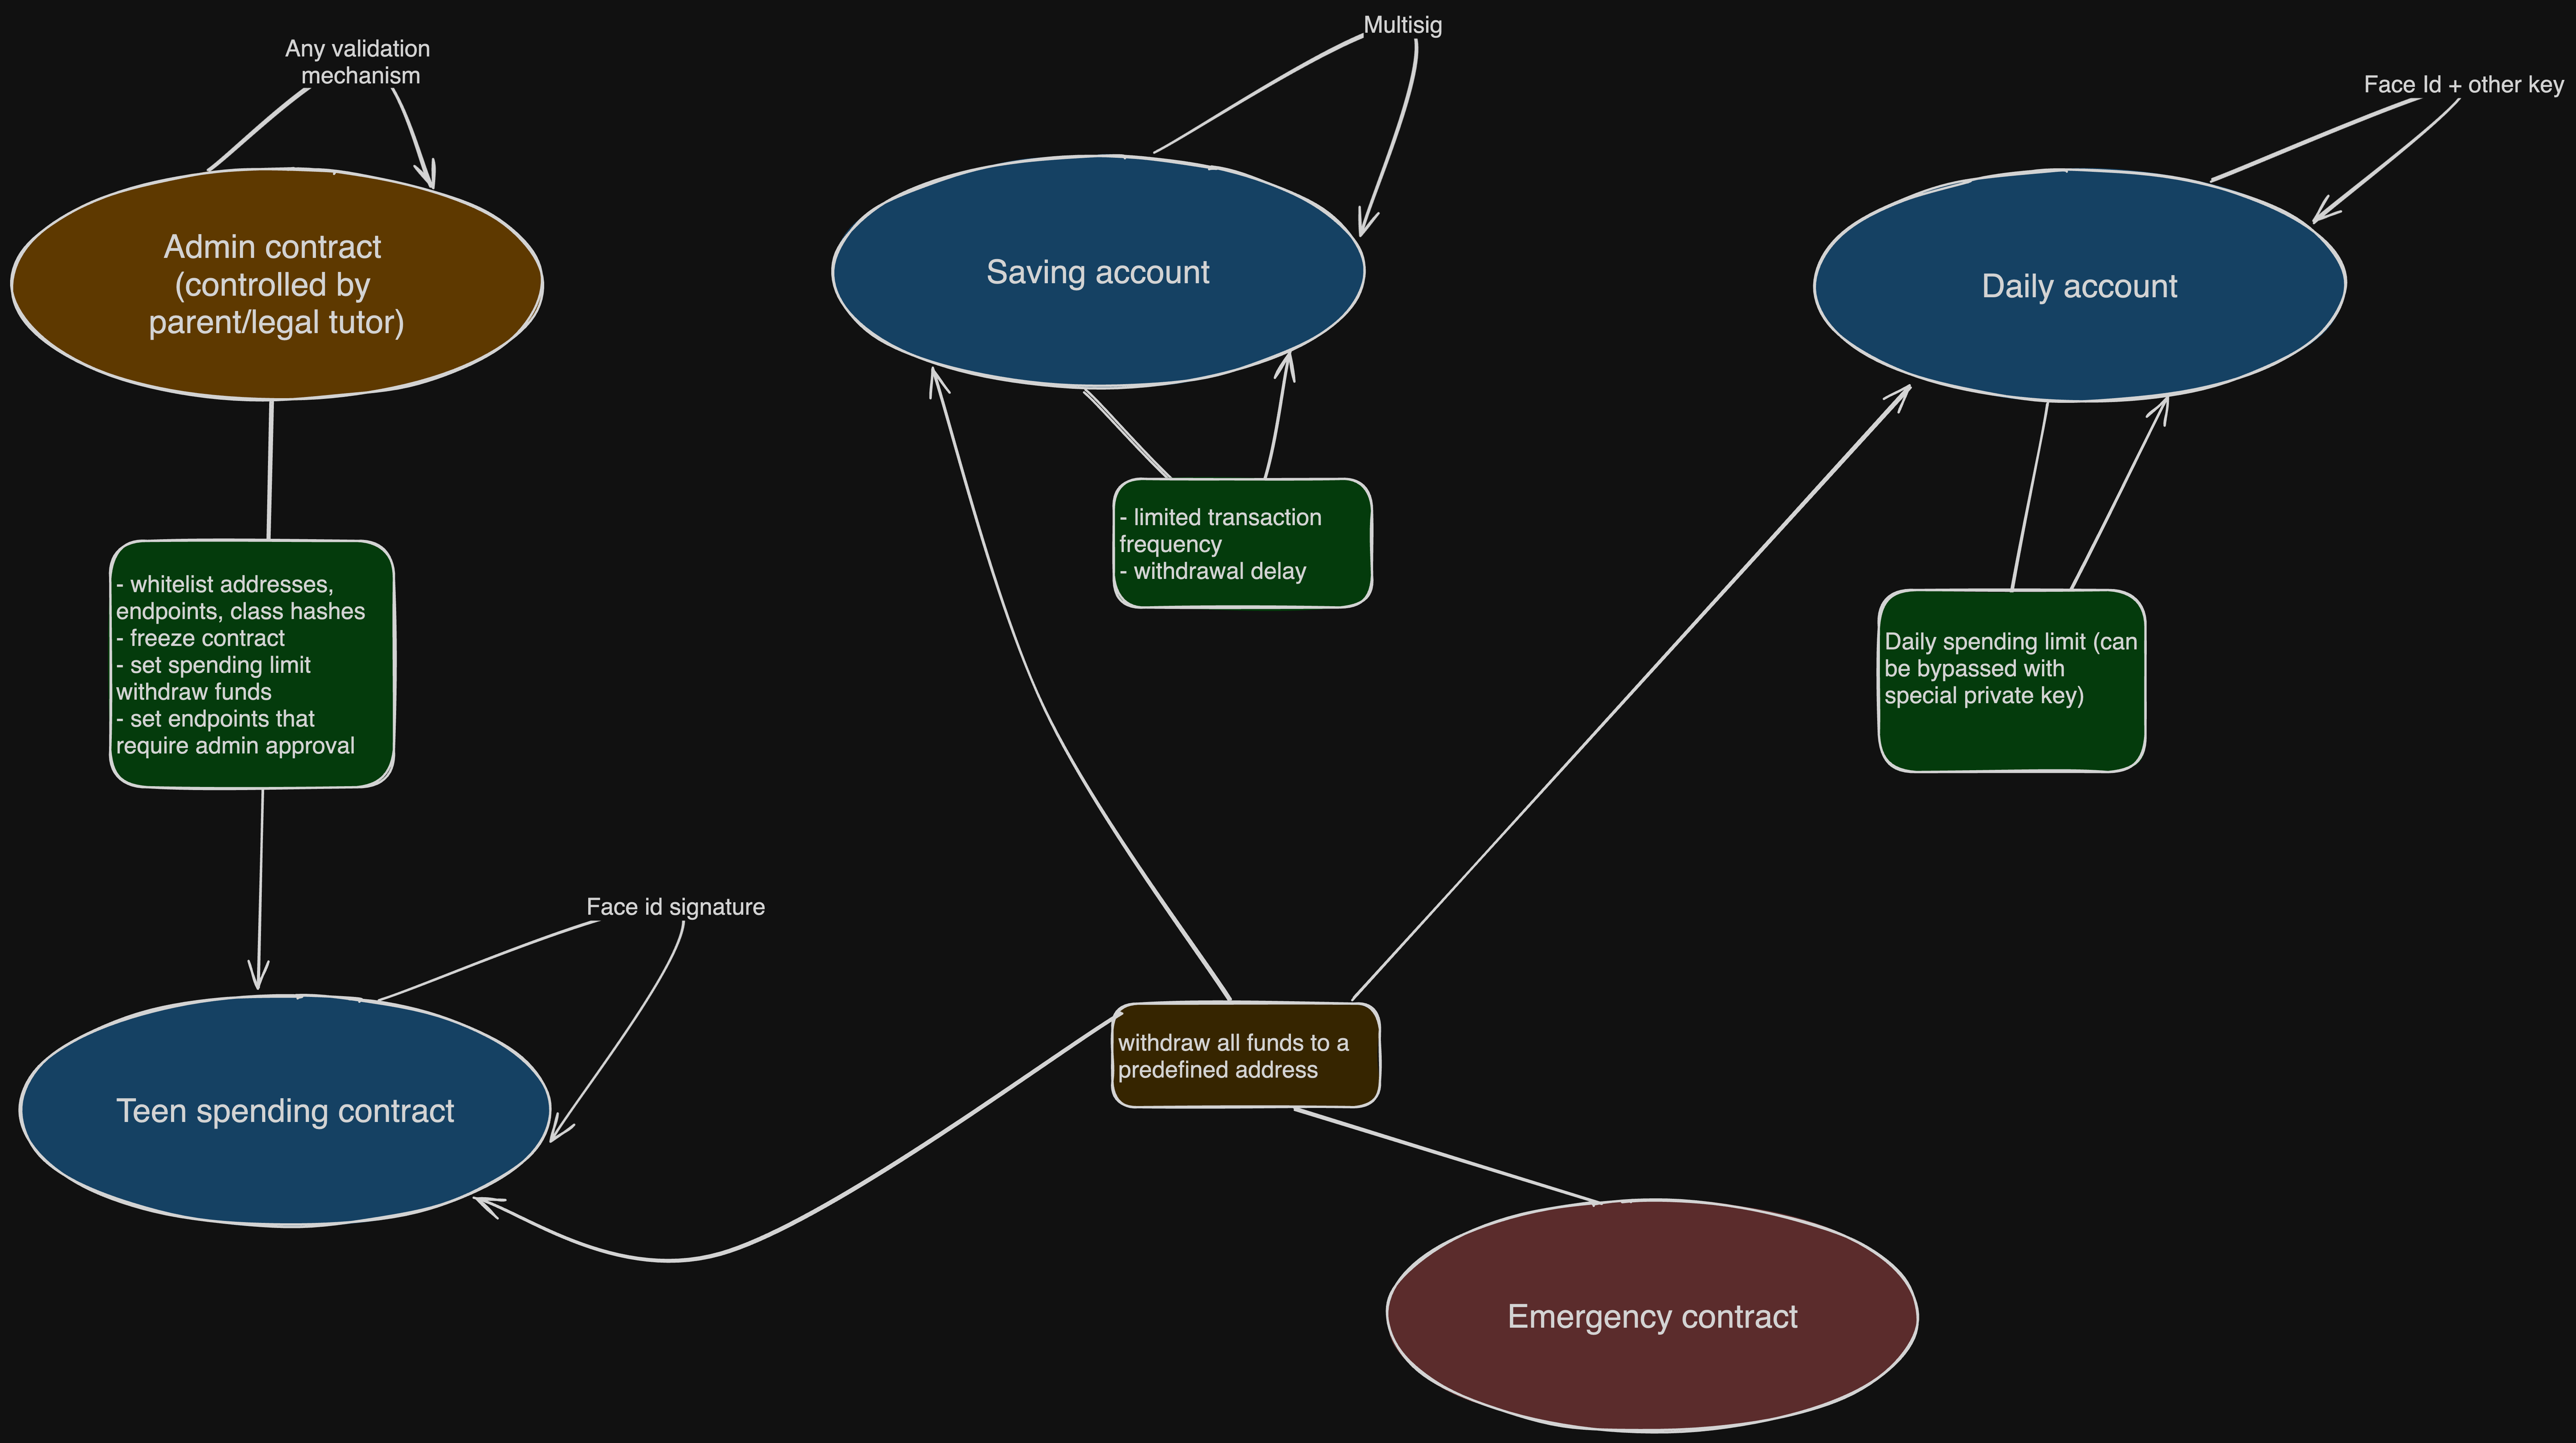 Any validation
mechanism
Multisig
Face Id + other key
Admin contract
(controlled by
parent/legal tutor)
Saving account
Daily account
- limited transaction
frequency
- withdrawal delay
- whitelist addresses,
endpoints, class hashes
- freeze contract
- set spending limit
withdraw funds
- set endpoints that
require admin approval
Daily spending limit (can
be bypassed with
special private key)
Face id signature
Teen spending contract
withdraw all funds to a
predefined address
Emergency contract